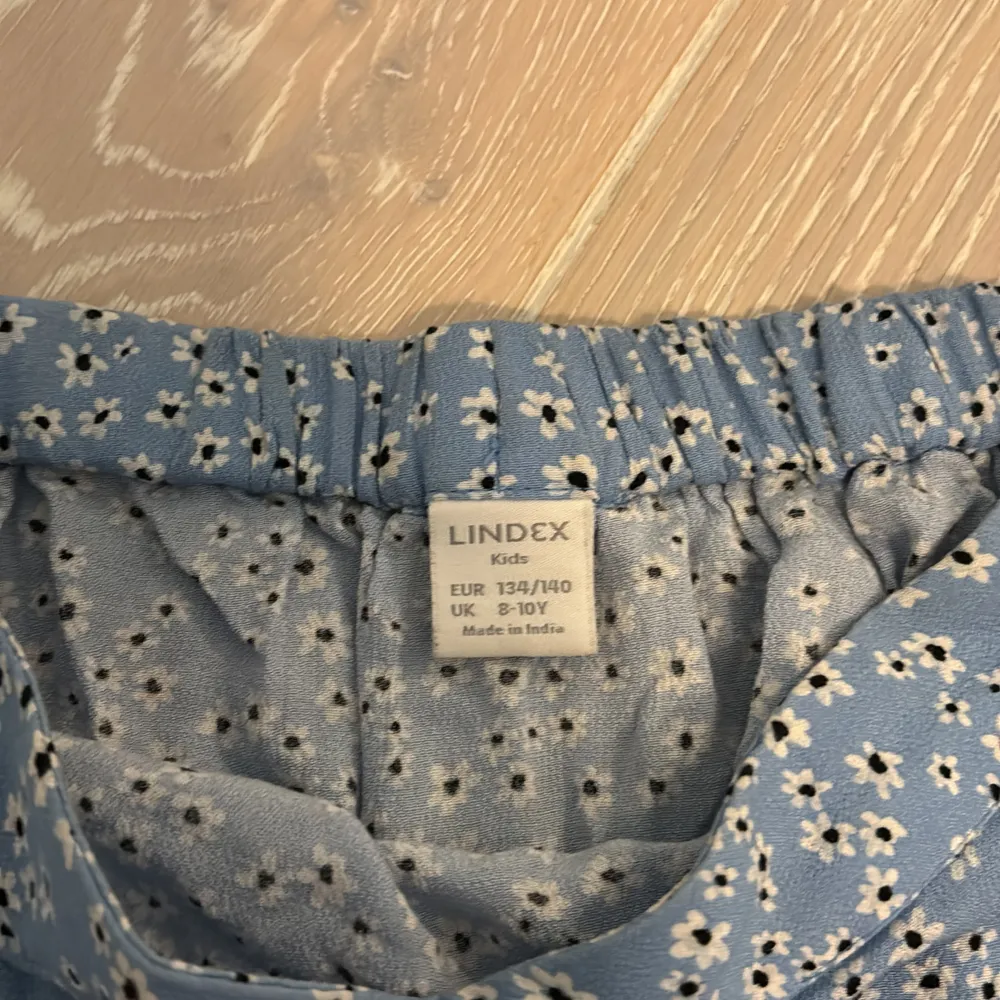 LINDEX
Kids
EUR 134/140
UK 8-10Y
Made in India